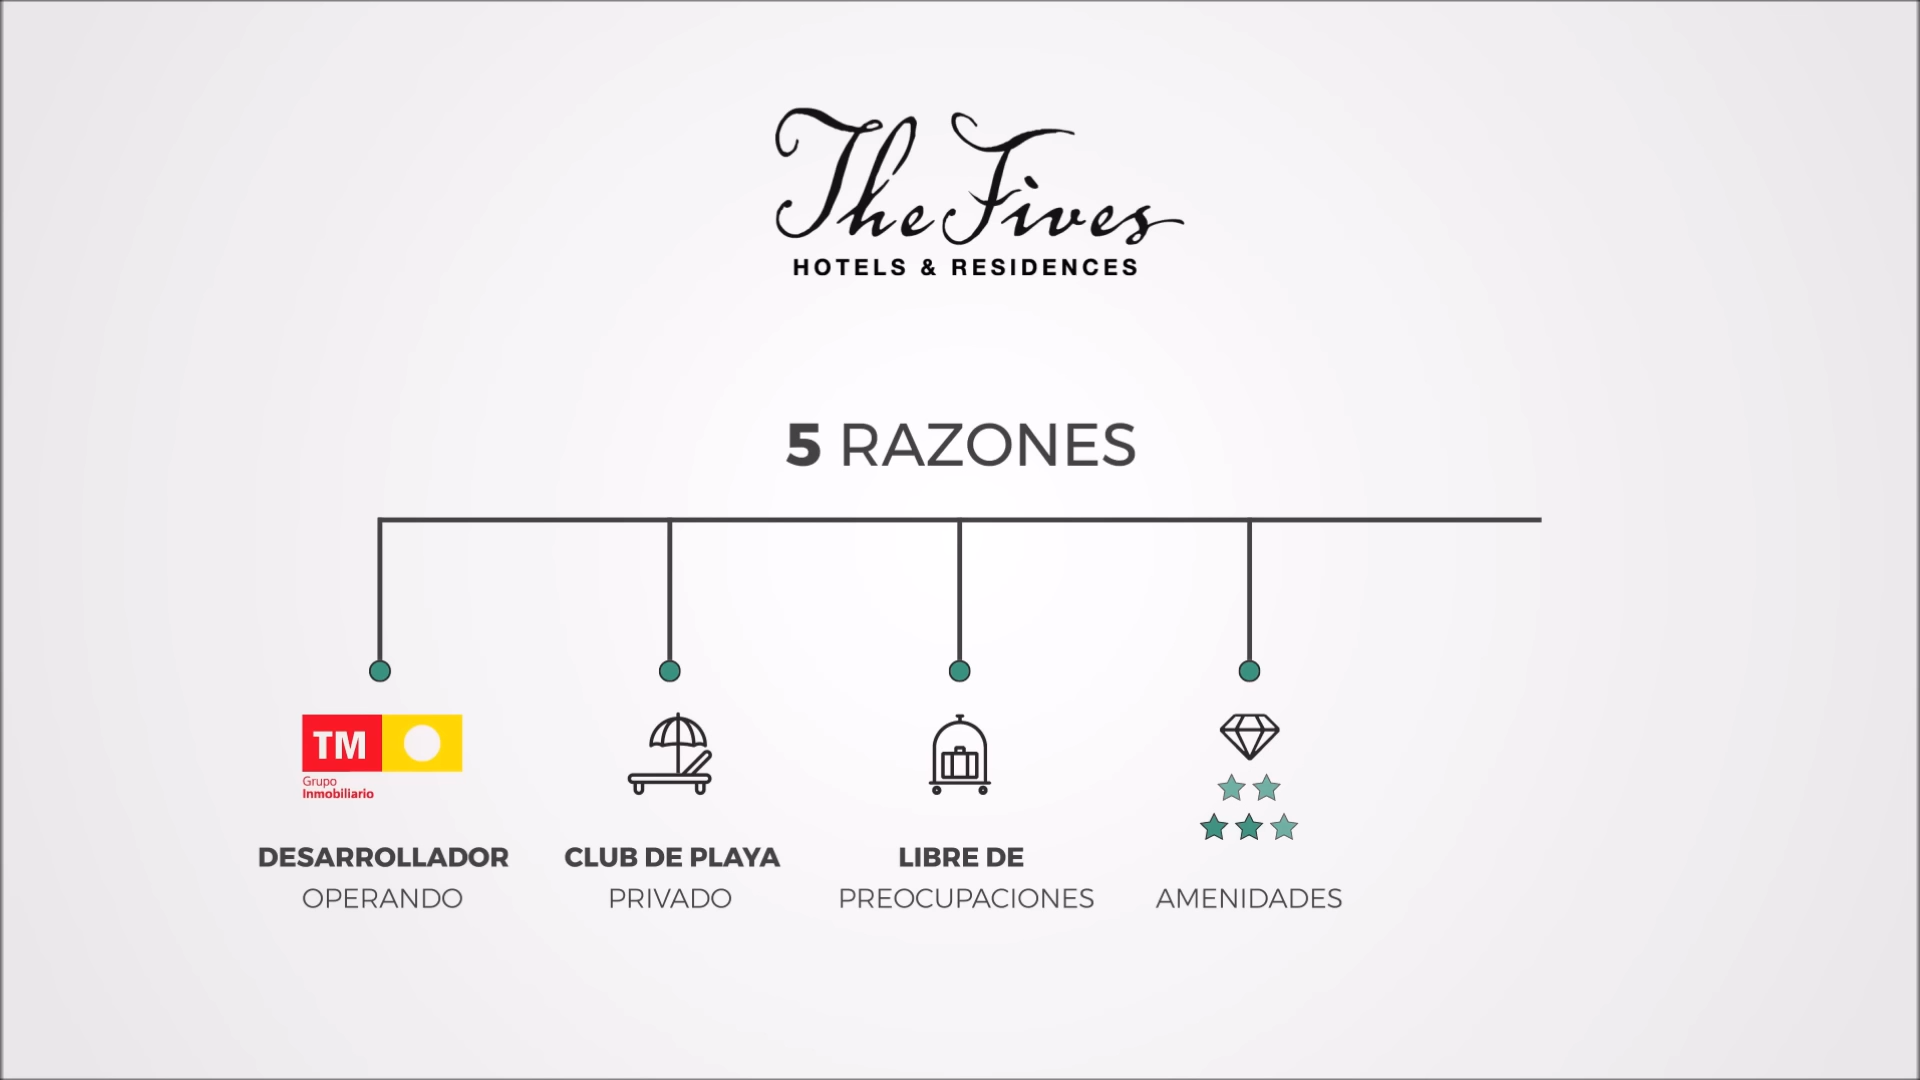 The Fives
HOTELS & RESIDENCES
5 RAZONES
TM
Grupo
Inmobiliario
DESARROLLADOR
OPERANDO
CLUB DE PLAYA
PRIVADO
LIBRE DE
PREOCUPACIONES
AMENIDADES